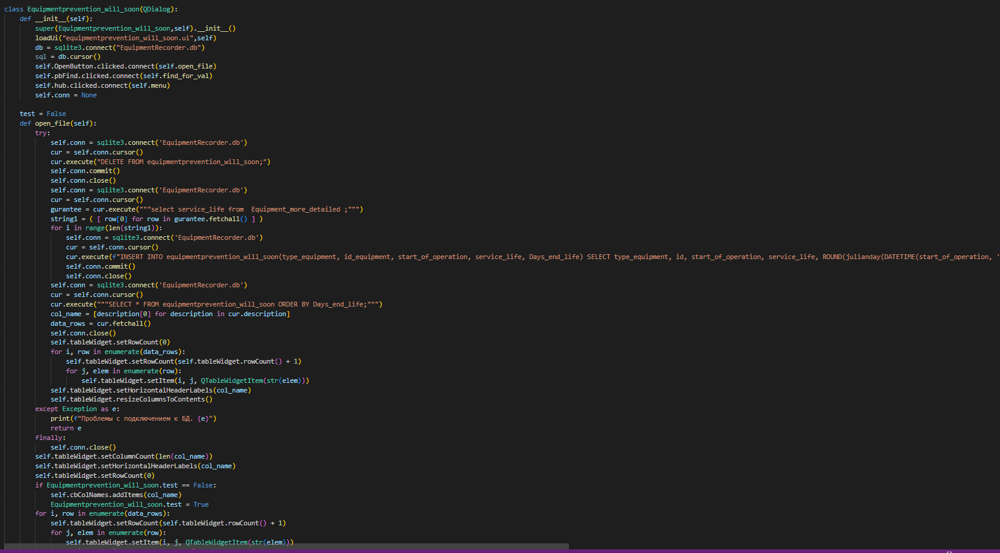 class Equipmentprevention_will_soon(QDialog):
def __init__(self):
super(Equipmentprevention_will_soon,self).__init__()
loadUi("equipmentprevention_will_soon.ui",self)
db = sqlite3.connect("EquipmentRecorder.db")
sql = db.cursor()
self.OpenButton.clicked.connect(self.open_file)
self.pbFind.clicked.connect(self.find_for_val)
self.hub.clicked.connect(self.menu)
self.conn = None
test = False
def open_file(self):
try:
self.conn = sqlite3.connect('EquipmentRecorder.db')
cur = self.conn.cursor()
cur.execute("DELETE FROM equipmentprevention_will_soon;")
self.conn.commit()
self.conn.close()
self.conn = sqlite3.connect('EquipmentRecorder.db')
cur = self.conn.cursor()
gurantee = cur.execute("""select service_life from  Equipment_more_detailed ;""")
string1 = ( [ row[0] for row in gurantee.fetchall() ] )
for i in range(len(string1)):
self.conn = sqlite3.connect('EquipmentRecorder.db')
cur = self.conn.cursor()
cur.execute(f"INSERT INTO equipmentprevention_will_soon(type_equipment, id_equipment, start_of_operation, service_life, Days_end_life) SELECT type_equipment, id, start_of_operation, service_life, ROUND(julianday(DATETIME(start_of_operation, '
self.conn.commit()
self.conn.close()
self.conn = sqlite3.connect('EquipmentRecorder.db')
cur = self.conn.cursor()
cur.execute("""SELECT * FROM equipmentprevention_will_soon ORDER BY Days_end_life;""")
col_name = [description[0] for description in cur.description]
data_rows = cur.fetchall()
self.conn.close()
self.tableWidget.setRowCount(0)
for i, row in enumerate(data_rows):
self.tableWidget.setRowCount(self.tableWidget.rowCount() + 1)
for j, elem in enumerate(row):
self.tableWidget.setItem(i, j, QTableWidgetItem(str(elem)))
self.tableWidget.setHorizontalHeaderLabels(col_name)
self.tableWidget.resizeColumnsToContents()
except Exception as e:
print(f"Проблемы с подключением к БД. {e}")
return e
finally:
self.conn.close()
self.tableWidget.setColumnCount(len(col_name))
self.tableWidget.setHorizontalHeaderLabels(col_name)
self.tableWidget.setRowCount(0)
if Equipmentprevention_will_soon.test == False:
self.cbColNames.addItems(col_name)
Equipmentprevention_will_soon.test = True
for i, row in enumerate(data_rows):
self.tableWidget.setRowCount(self.tableWidget.rowCount() + 1)
for j, elem in enumerate(row):
self.tableWidget.setItem(i, j, QTableWidgetItem(str(elem)))